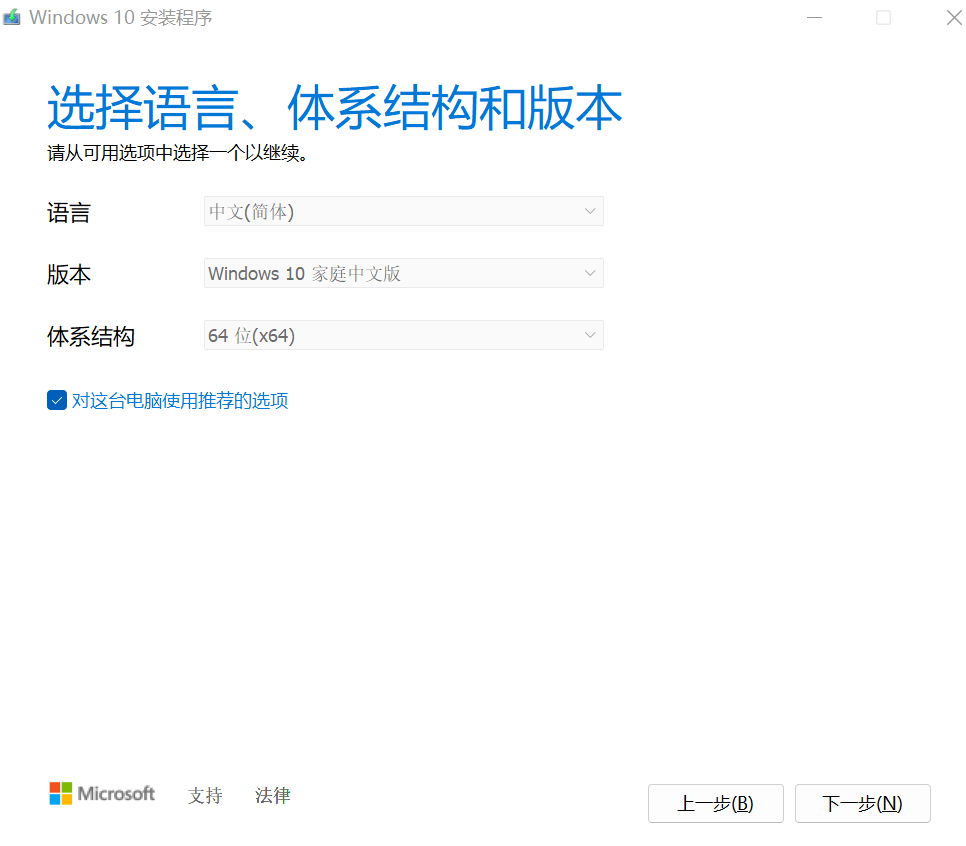 Windows 10 安装程序
选择语言、体系结构和版本
请从可用选项中选择一个以继续。
语言 中文(简体)
版本 Windows 10 家庭中文版
体系结构 64 位(x64)
对这台电脑使用推荐的选项
Microsoft 支持 法律 上一步(B) 下一步(N)